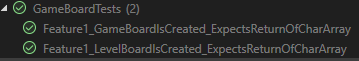 GameBoardTests (2)
Feature1_GameBoardIsCreated_ExpectsReturnOfCharArray
Feature1_LevelBoardIsCreated_ExpectsReturnOfCharArray